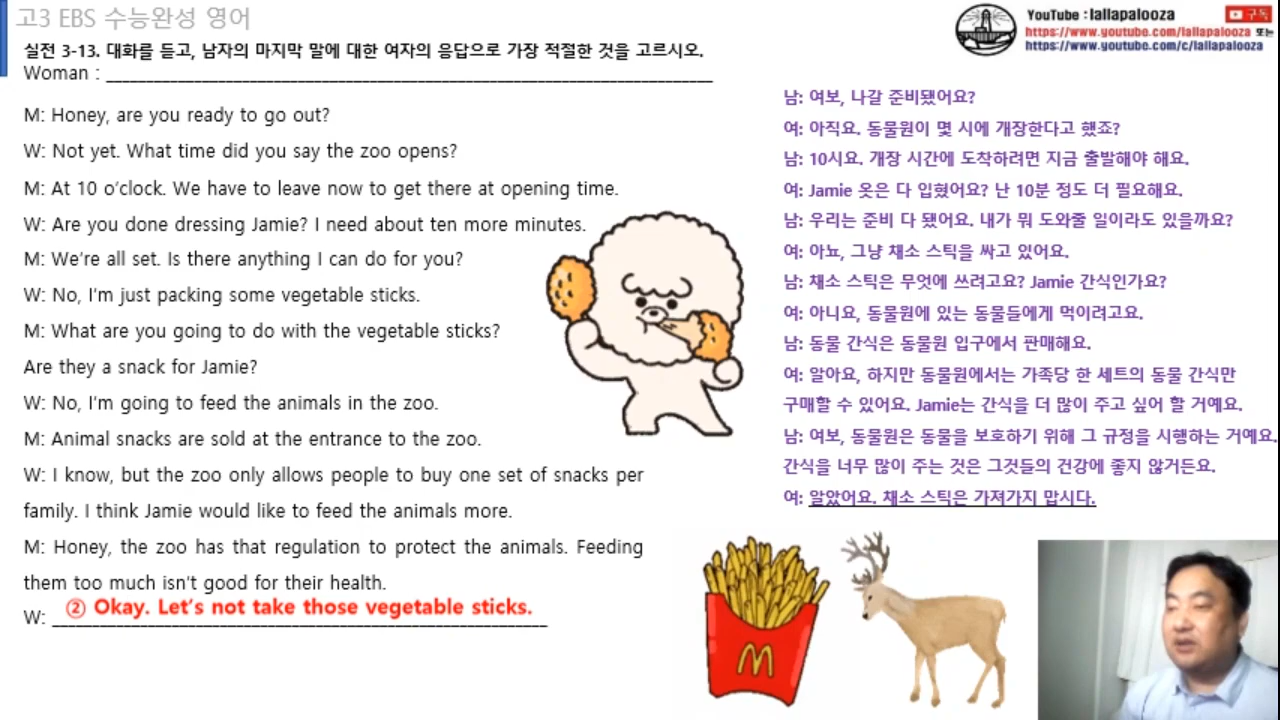 고3 EBS 수능완성 영어
YouTube : lallapalooza
구독
https://www.youtube.com/lallapalooza 또는
https://www.youtube.com/c/lallapalooza
실전 3-13. 대화를 듣고, 남자의 마지막 말에 대한 여자의 응답으로 가장 적절한 것을 고르시오.
Woman :
M: Honey, are you ready to go out?
W: Not yet. What time did you say the zoo opens?
M: At 10 o'clock. We have to leave now to get there at opening time.
W: Are you done dressing Jamie? I need about ten more minutes.
M: We're all set. Is there anything I can do for you?
W: No, I'm just packing some vegetable sticks.
M: What are you going to do with the vegetable sticks?
Are they a snack for Jamie?
W: No, I'm going to feed the animals in the zoo.
M: Animal snacks are sold at the entrance to the zoo.
W: I know, but the zoo only allows people to buy one set of snacks per
family. I think Jamie would like to feed the animals more.
M: Honey, the zoo has that regulation to protect the animals. Feeding
them too much isn't good for their health.
W: ② Okay. Let's not take those vegetable sticks.
남: 여보, 나갈 준비됐어요?
여: 아직요. 동물원이 몇 시에 개장한다고 했죠?
남: 10시요. 개장 시간에 도착하려면 지금 출발해야 해요.
여: Jamie 옷은 다 입혔어요? 난 10분 정도 더 필요해요.
남: 우리는 준비 다 됐어요. 내가 뭐 도와줄 일이라도 있을까요?
여: 아뇨, 그냥 채소 스틱을 싸고 있어요.
남: 채소 스틱은 무엇에 쓰려고요? Jamie 간식인가요?
여: 아니요, 동물원에 있는 동물들에게 먹이려고요.
남: 동물 간식은 동물원 입구에서 판매해요.
여: 알아요, 하지만 동물원에서는 가족당 한 세트의 동물 간식만
구매할 수 있어요. Jamie는 간식을 더 많이 주고 싶어 할 거예요.
남: 여보, 동물원은 동물을 보호하기 위해 그 규정을 시행하는 거예요.
간식을 너무 많이 주는 것은 그것들의 건강에 좋지 않거든요.
여: 알았어요. 채소 스틱은 가져가지 맙시다.